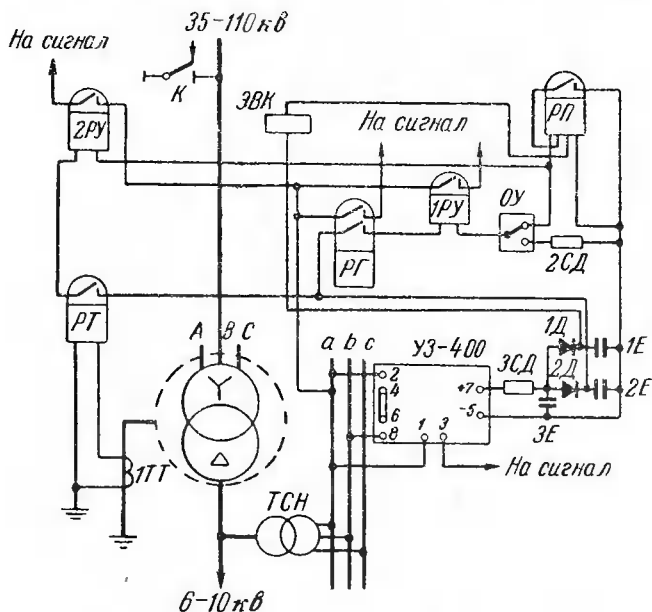 35-110 кв
На сигнал
К
ЭВК
РП
2РУ
На сигнал
1РУ
ОУ
РГ
2СД
РТ
А В С
а b с
УЗ-400
1Д
1Е
2
4
6
8
3СД
+7
-5
2Д
2Е
1 3
3Е
1ТТ
На сигнал
ТСН
6-10 кв